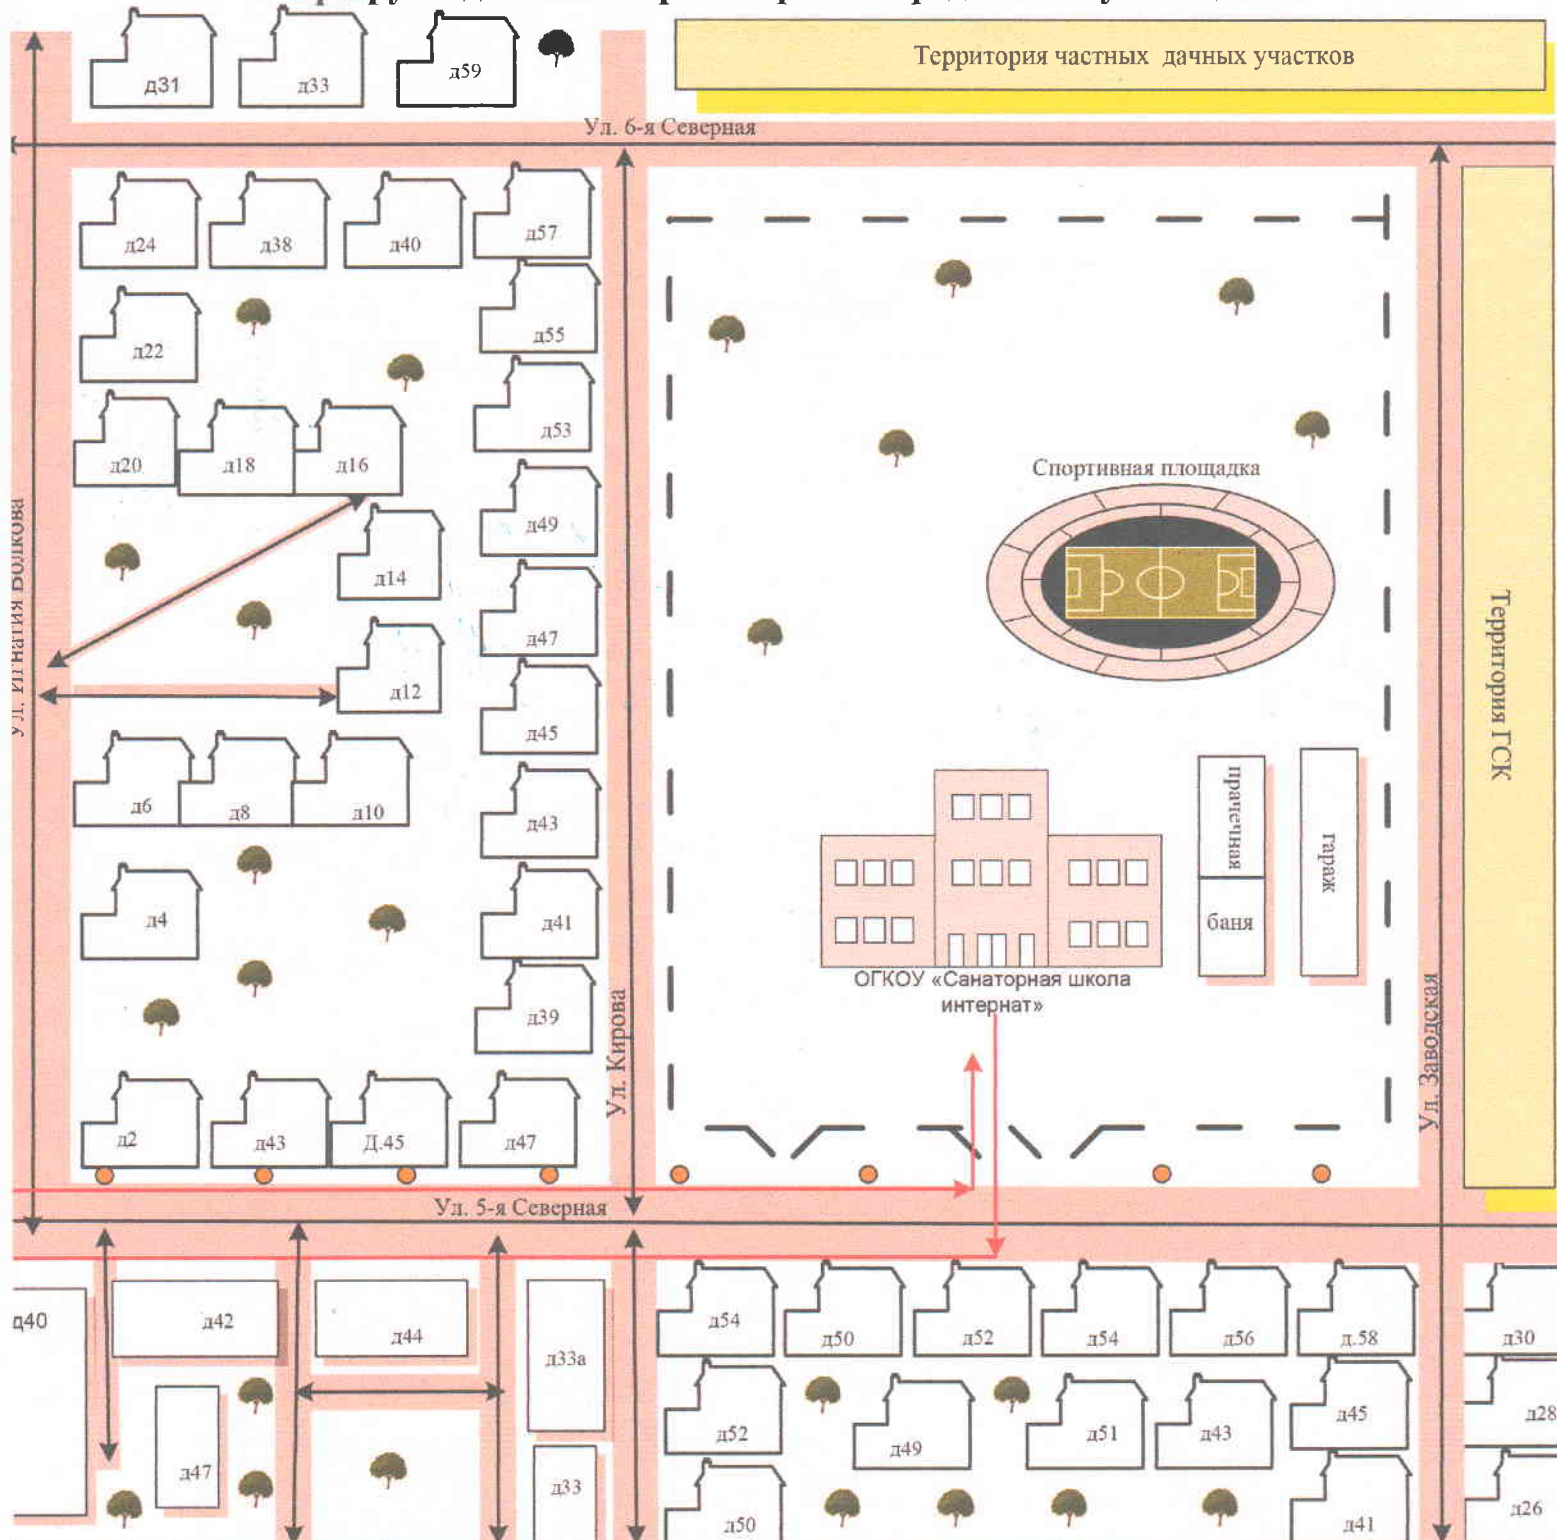 д31
д33
д59
Территория частных дачных участков
Ул. 6-я Северная
д24
д38
д40
д57
д22
д55
д20
д18
д16
д53
Спортивная площадка
д14
д49
Ул. Игнатия Волкова
д12
д47
д45
Территория ГСК
д6
д8
д10
д43
прачечная
гараж
баня
д4
д41
ОГКОУ «Санаторная школа
интернат»
д39
Ул. Кирова
Ул. Заводская
д2
д43
Д.45
д47
Ул. 5-я Северная
д40
д42
д44
д33а
д54
д50
д52
д54
д56
д.58
д30
д47
д33
д52
д49
д51
д43
д45
д28
д50
д41
д26